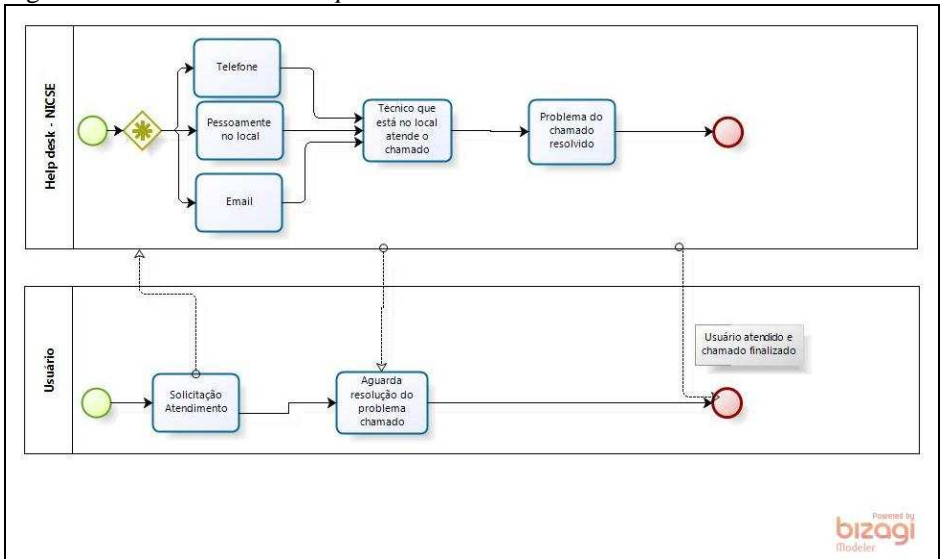 Help desk - NICSE
Telefone
Pessoamente
no local
Email
Técnico que
está no local
atende o
chamado
Problema do
chamado
resolvido
Usuário
Solicitação
Atendimento
Aguarda
resolução do
problema
chamado
Usuário atendido e
chamado finalizado
Powered by
bizagi
Modeler